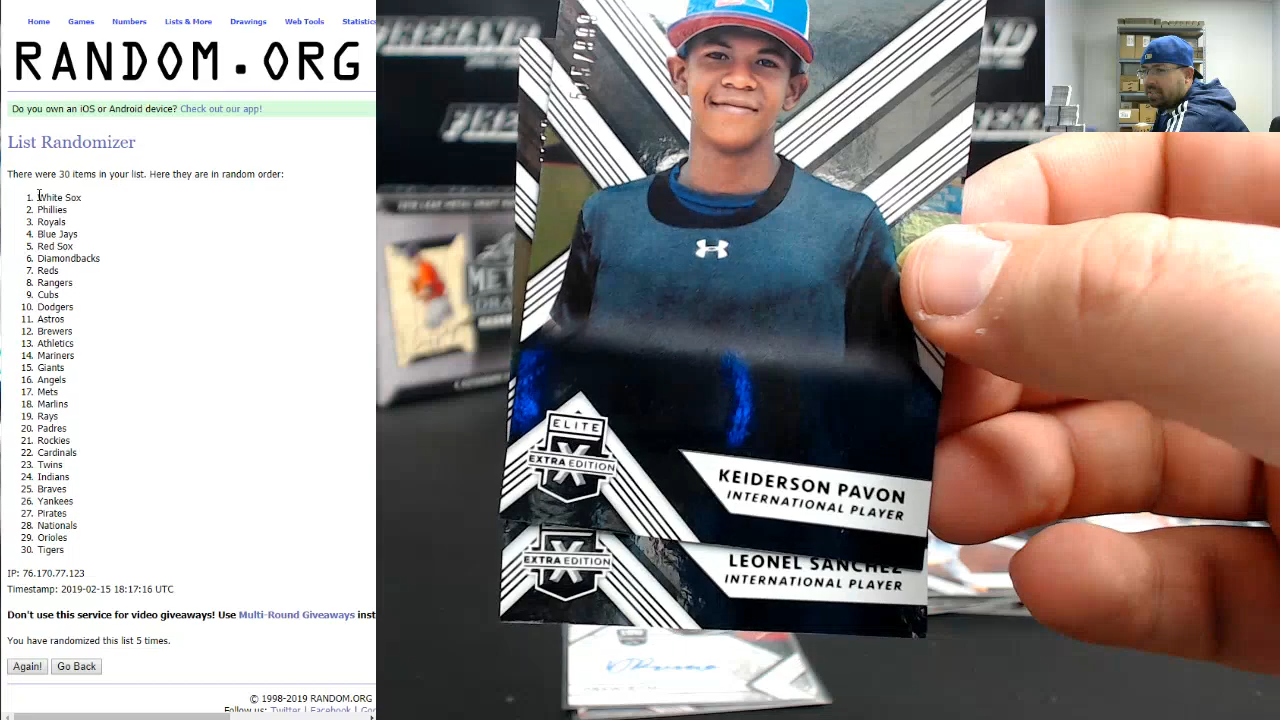 Home Games Numbers Lists & More Drawings Web Tools Statistics
RANDOM.ORG
Do you own an iOS or Android device? Check out our app!
List Randomizer
There were 30 items in your list. Here they are in random order:
1. White Sox
2. Phillies
3. Royals
4. Blue Jays
5. Red Sox
6. Diamondbacks
7. Reds
8. Rangers
9. Cubs
10. Dodgers
11. Astros
12. Brewers
13. Athletics
14. Mariners
15. Giants
16. Angels
17. Mets
18. Marlins
19. Rays
20. Padres
21. Rockies
22. Cardinals
23. Twins
24. Indians
25. Braves
26. Yankees
27. Pirates
28. Nationals
29. Orioles
30. Tigers
IP: 76.170.77.123
Timestamp: 2019-02-15 18:17:16 UTC
Don't use this service for video giveaways! Use Multi-Round Giveaways inst
You have randomized this list 5 times.
Again! Go Back
© 1998-2019 RANDOM.ORG
Follow us: Twitter | Facebook | Goo
ELITE
X
EXTRA EDITION
KEIDERSON PAVON
INTERNATIONAL PLAYER
X
EXTRA EDITION
LEONEL SANCHEZ
INTERNATIONAL PLAYER